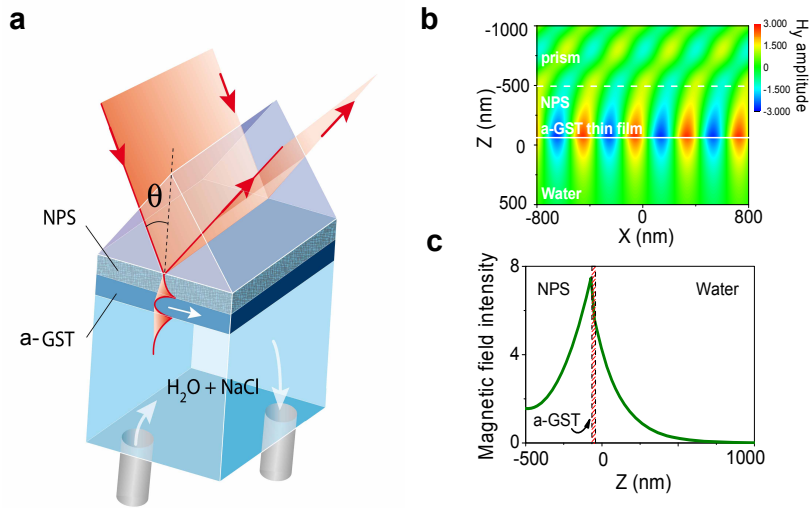 a
θ
NPS
a-GST
H₂O + NaCl
b
-1000
-500
0
500
Z (nm)
prism
NPS
a-GST thin film
Water
-800
0
800
X (nm)
3.000
1.500
0
-1.500
-3.000
Hy amplitude
c
8
4
0
Magnetic field intensity
NPS
Water
a-GST
-500
0
1000
Z (nm)